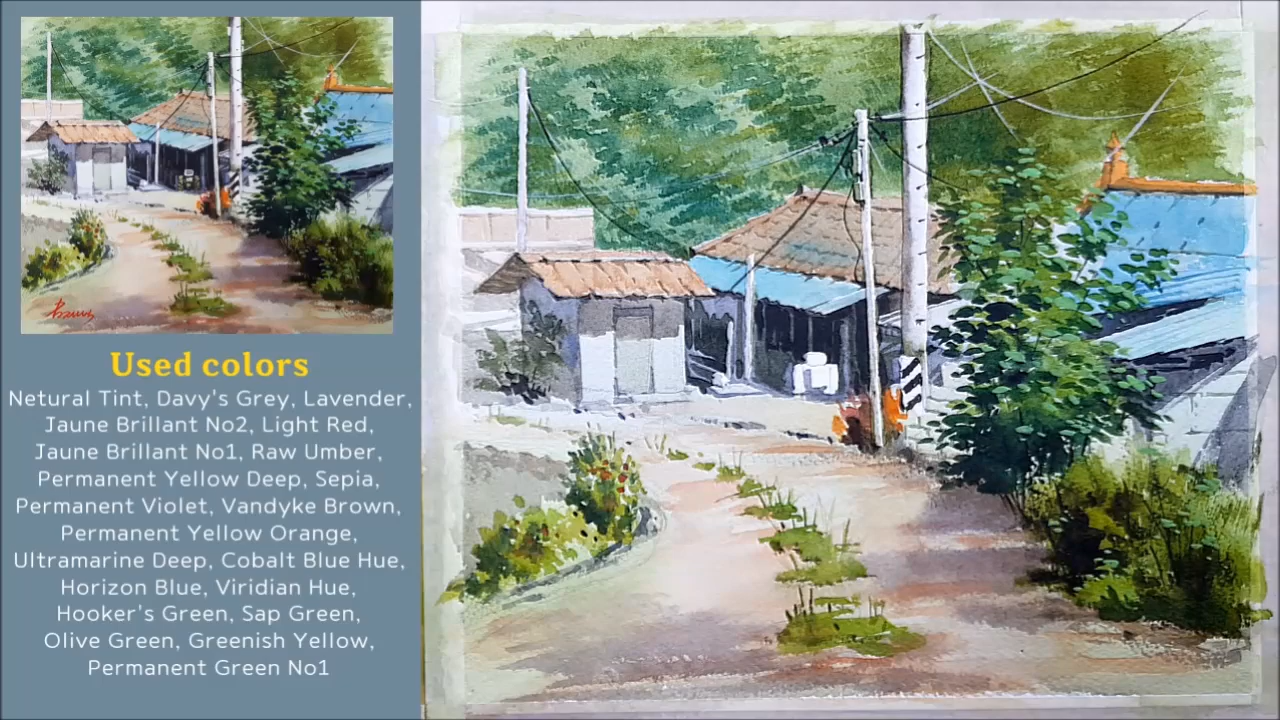 Used colors
Netural Tint, Davy's Grey, Lavender,
Jaune Brillant No2, Light Red,
Jaune Brillant No1, Raw Umber,
Permanent Yellow Deep, Sepia,
Permanent Violet, Vandyke Brown,
Permanent Yellow Orange,
Ultramarine Deep, Cobalt Blue Hue,
Horizon Blue, Viridian Hue,
Hooker's Green, Sap Green,
Olive Green, Greenish Yellow,
Permanent Green No1